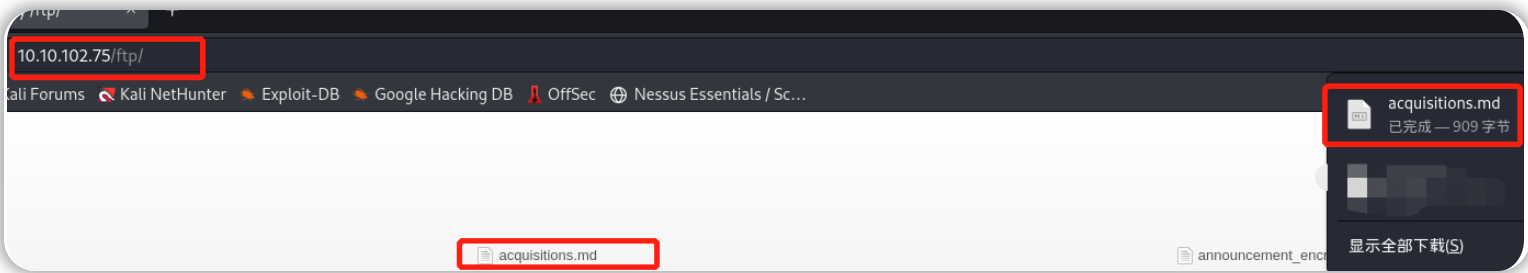 /ftp/
10.10.102.75/ftp/
Kali Forums Kali NetHunter Exploit-DB Google Hacking DB OffSec Nessus Essentials / Sc…
acquisitions.md
已完成 — 909 字节
显示全部下载(S)
acquisitions.md announcement_encr